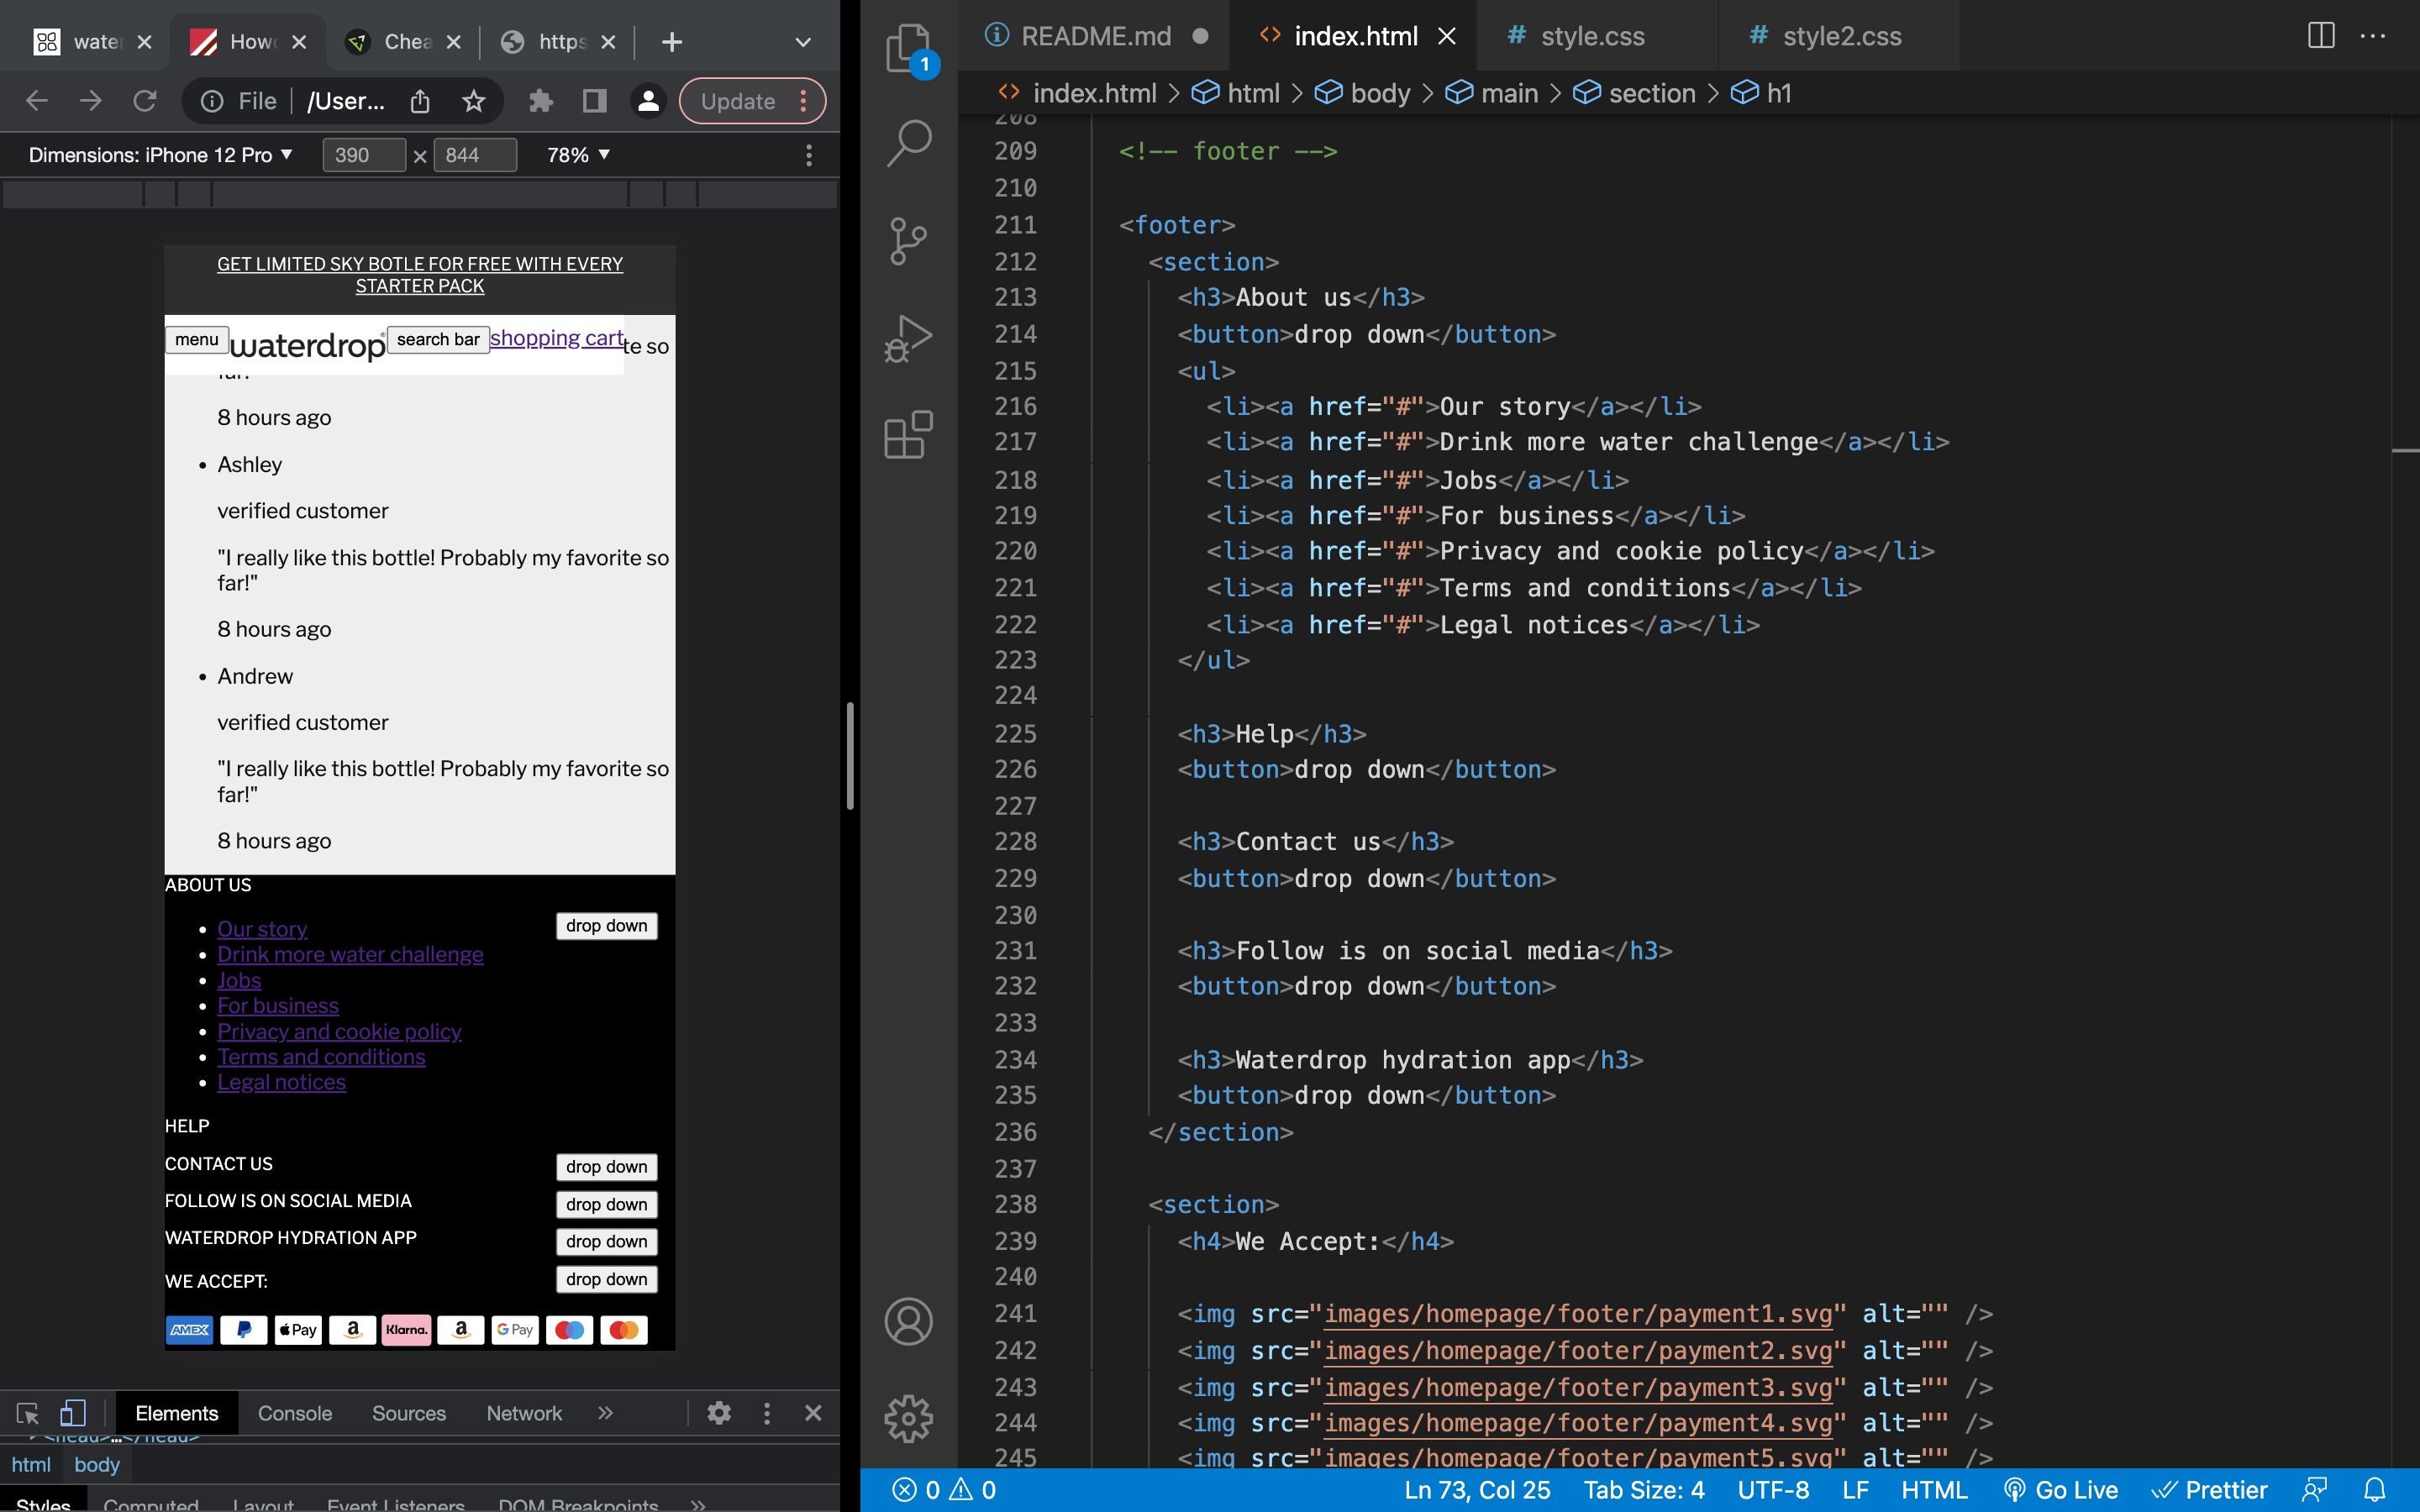 wate
How
Chea
https
File
/User...
Update
Dimensions: iPhone 12 Pro ▼
390 × 844
78% ▼
GET LIMITED SKY BOTLE FOR FREE WITH EVERY
STARTER PACK
menu
waterdrop®
search bar
shopping cart
te so
far!"
8 hours ago
• Ashley
verified customer
"I really like this bottle! Probably my favorite so
far!"
8 hours ago
• Andrew
verified customer
"I really like this bottle! Probably my favorite so
far!"
8 hours ago
ABOUT US
drop down
• Our story
• Drink more water challenge
• Jobs
• For business
• Privacy and cookie policy
• Terms and conditions
• Legal notices
HELP
CONTACT US
drop down
FOLLOW IS ON SOCIAL MEDIA
drop down
WATERDROP HYDRATION APP
drop down
WE ACCEPT:
drop down
AMEX
Pay
a
Klarna.
a
G Pay
Elements Console Sources Network »
<head>…</head>
html body
Styles Computed Layout Event Listeners DOM Breakpoints »
1
README.md
index.html
# style.css
# style2.css
index.html > html > body > main > section > h1
208
209 <!-- footer -->
210
211 <footer>
212 <section>
213 <h3>About us</h3>
214 <button>drop down</button>
215 <ul>
216 <li><a href="#">Our story</a></li>
217 <li><a href="#">Drink more water challenge</a></li>
218 <li><a href="#">Jobs</a></li>
219 <li><a href="#">For business</a></li>
220 <li><a href="#">Privacy and cookie policy</a></li>
221 <li><a href="#">Terms and conditions</a></li>
222 <li><a href="#">Legal notices</a></li>
223 </ul>
224
225 <h3>Help</h3>
226 <button>drop down</button>
227
228 <h3>Contact us</h3>
229 <button>drop down</button>
230
231 <h3>Follow is on social media</h3>
232 <button>drop down</button>
233
234 <h3>Waterdrop hydration app</h3>
235 <button>drop down</button>
236 </section>
237
238 <section>
239 <h4>We Accept:</h4>
240
241 <img src="images/homepage/footer/payment1.svg" alt="" />
242 <img src="images/homepage/footer/payment2.svg" alt="" />
243 <img src="images/homepage/footer/payment3.svg" alt="" />
244 <img src="images/homepage/footer/payment4.svg" alt="" />
245 <img src="images/homepage/footer/payment5.svg" alt="" />
0 0
Ln 73, Col 25 Tab Size: 4 UTF-8 LF HTML Go Live Prettier